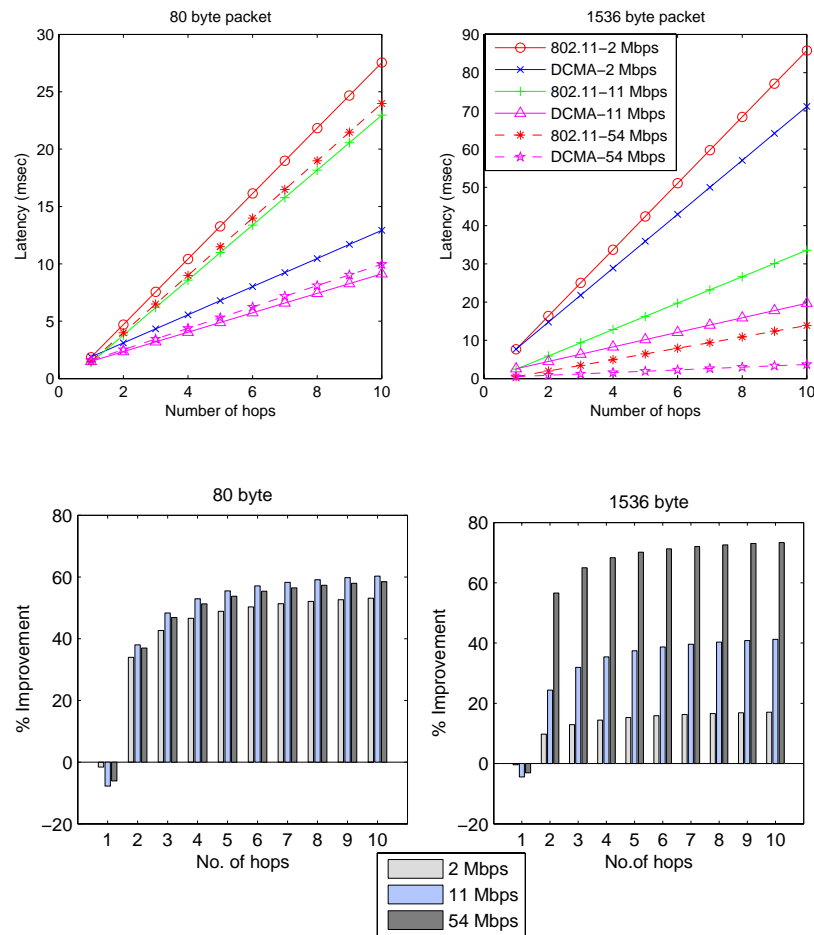 80 byte packet
30
25
20
15
10
5
0
Latency (msec)
0 2 4 6 8 10
Number of hops
1536 byte packet
90
80
70
60
50
40
30
20
10
0
Latency (msec)
802.11−2 Mbps
DCMA−2 Mbps
802.11−11 Mbps
DCMA−11 Mbps
802.11−54 Mbps
DCMA−54 Mbps
0 2 4 6 8 10
Number of hops
80 byte
80
60
40
20
0
−20
% Improvement
1 2 3 4 5 6 7 8 9 10
No. of hops
1536 byte
80
60
40
20
0
−20
% Improvement
1 2 3 4 5 6 7 8 9 10
No.of hops
2 Mbps
11 Mbps
54 Mbps